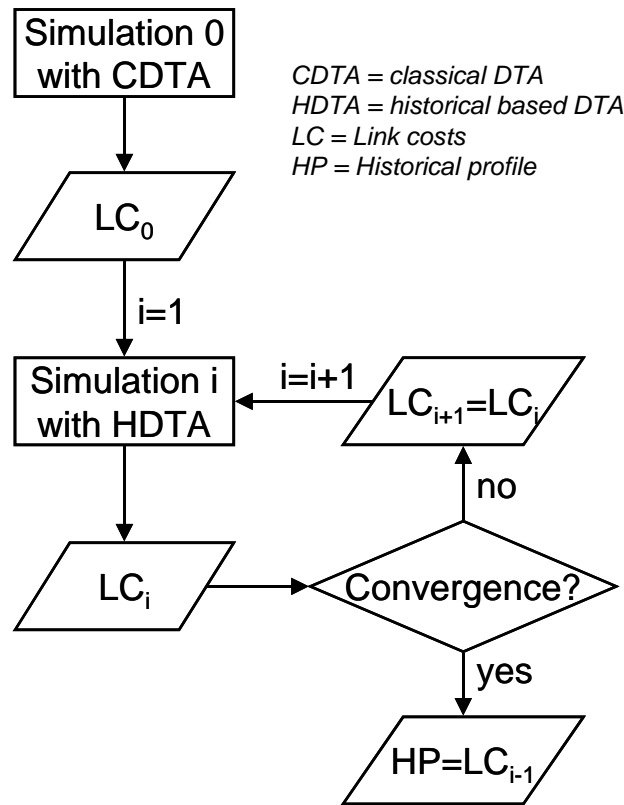 Simulation 0
with CDTA
CDTA = classical DTA
HDTA = historical based DTA
LC = Link costs
HP = Historical profile
LC₀
i=1
Simulation i
with HDTA
i=i+1
LCᵢ₊₁=LCᵢ
no
LCᵢ
Convergence?
yes
HP=LCᵢ₋₁